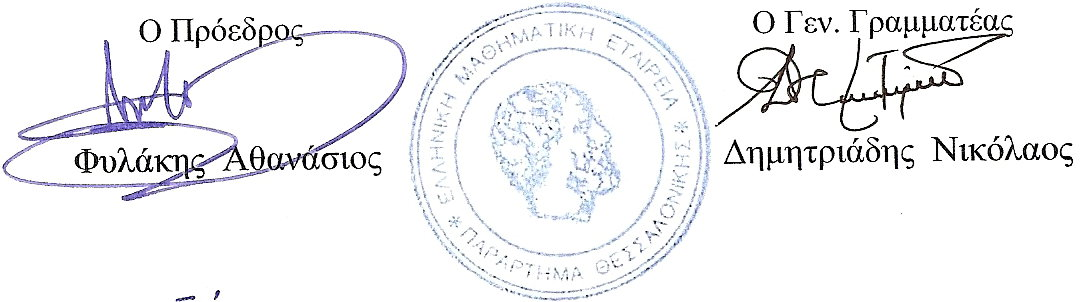 Ο Πρόεδρος
Φυλάκης Αθανάσιος
* ΕΛΛΗΝΙΚΗ ΜΑΘΗΜΑΤΙΚΗ ΕΤΑΙΡΕΙΑ *
ΠΑΡΑΡΤΗΜΑ ΘΕΣΣΑΛΟΝΙΚΗΣ
Ο Γεν. Γραμματέας
Δημητριάδης Νικόλαος